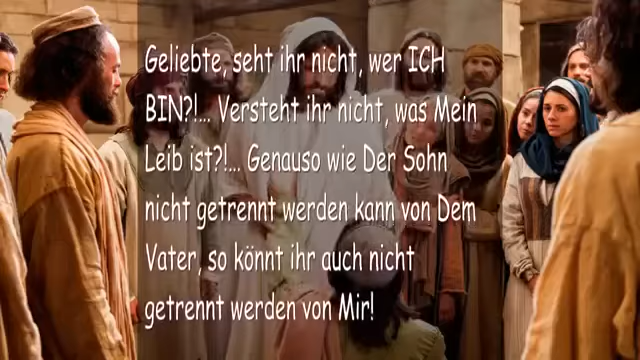 Geliebte, seht ihr nicht, wer ICH
BIN?!... Versteht ihr nicht, was Mein
Leib ist?!... Genauso wie Der Sohn
nicht getrennt werden kann von Dem
Vater, so könnt ihr auch nicht
getrennt werden von Mir!